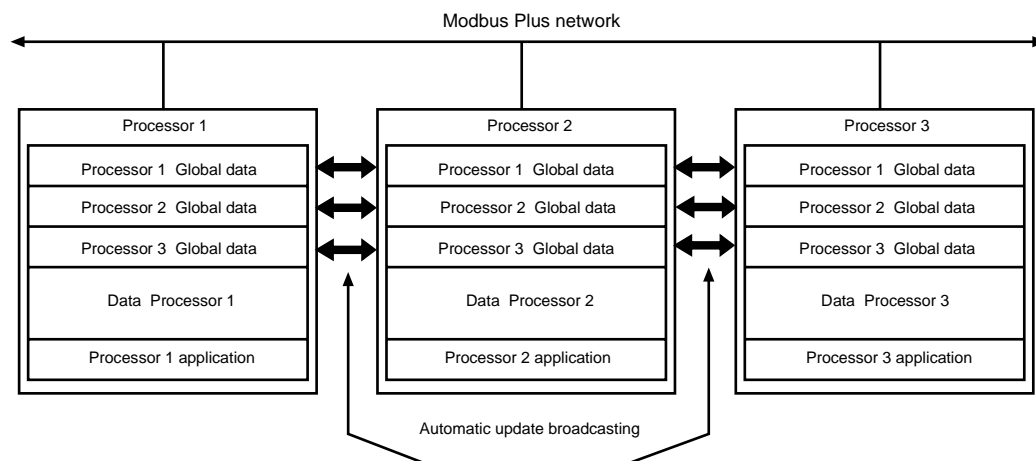 Modbus Plus network
Processor 1
Processor 1 Global data
Processor 2 Global data
Processor 3 Global data
Data Processor 1
Processor 1 application
Processor 2
Processor 1 Global data
Processor 2 Global data
Processor 3 Global data
Data Processor 2
Processor 2 application
Processor 3
Processor 1 Global data
Processor 2 Global data
Processor 3 Global data
Data Processor 3
Processor 3 application
Automatic update broadcasting